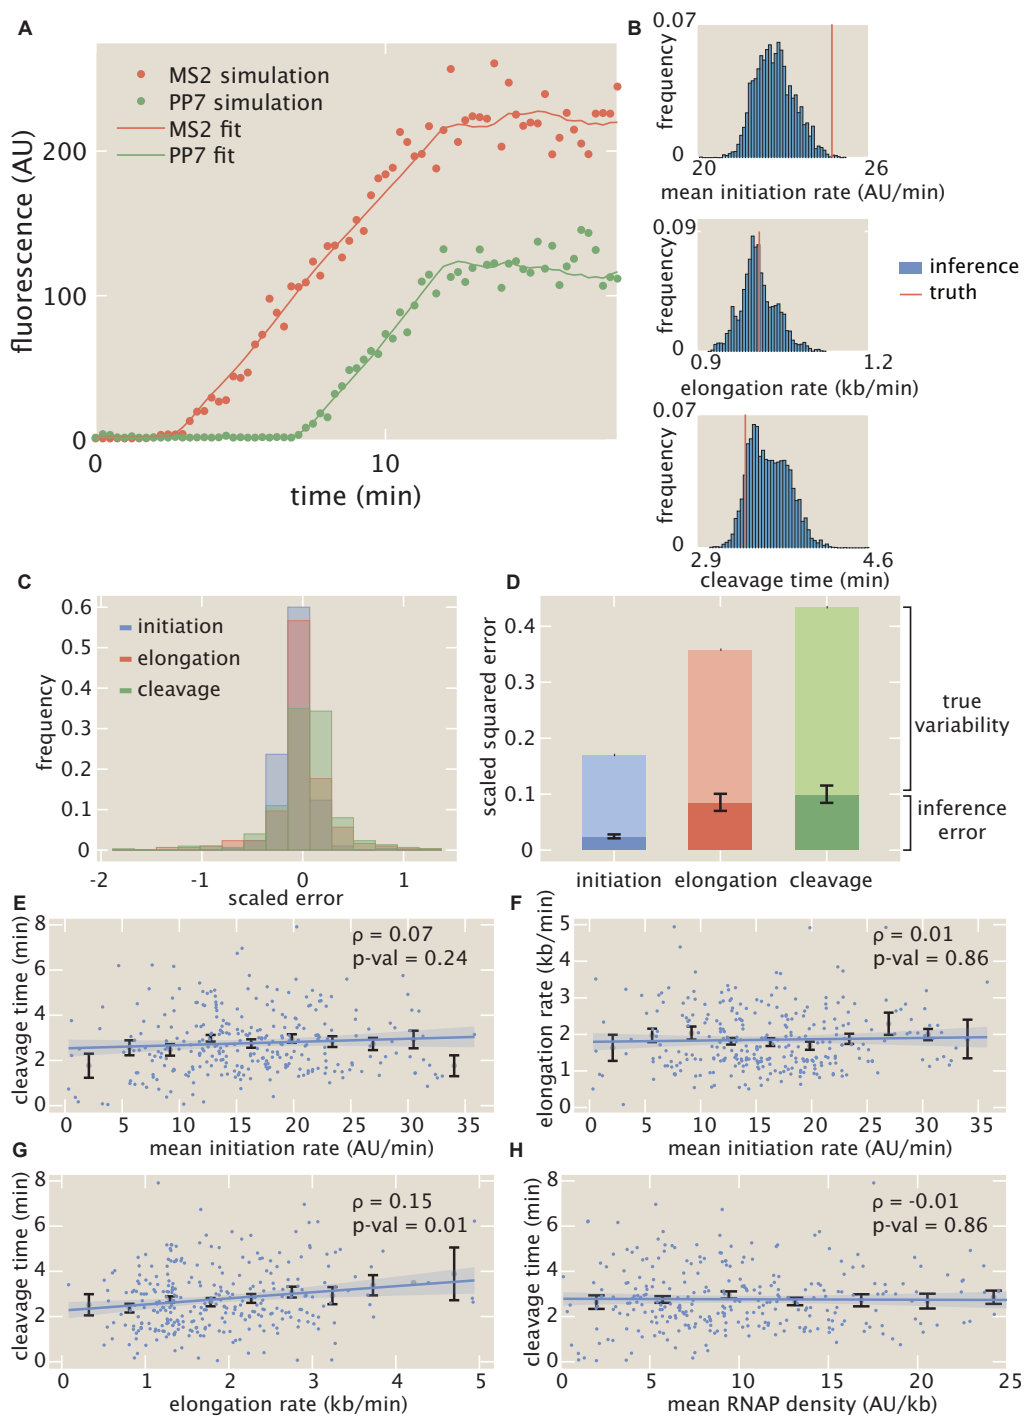 A
MS2 simulation
PP7 simulation
MS2 fit
PP7 fit
fluorescence (AU)
200
100
0
0
10
time (min)
B
0.07
frequency
0
20
26
mean initiation rate (AU/min)
0.09
frequency
0
0.9
1.2
elongation rate (kb/min)
inference
truth
0.07
frequency
0
2.9
4.6
cleavage time (min)
C
0.6
0.5
0.4
0.3
0.2
0.1
0
frequency
initiation
elongation
cleavage
-2
-1
0
1
scaled error
D
scaled squared error
0.4
0.3
0.2
0.1
0
initiation
elongation
cleavage
true
variability
inference
error
E
cleavage time (min)
8
6
4
2
0
ρ = 0.07
p-val = 0.24
0
5
10
15
20
25
30
35
mean initiation rate (AU/min)
F
elongation rate (kb/min)
5
4
3
2
1
0
ρ = 0.01
p-val = 0.86
0
5
10
15
20
25
30
35
mean initiation rate (AU/min)
G
cleavage time (min)
8
6
4
2
0
ρ = 0.15
p-val = 0.01
0
1
2
3
4
5
elongation rate (kb/min)
H
cleavage time (min)
8
6
4
2
0
ρ = -0.01
p-val = 0.86
0
5
10
15
20
25
mean RNAP density (AU/kb)